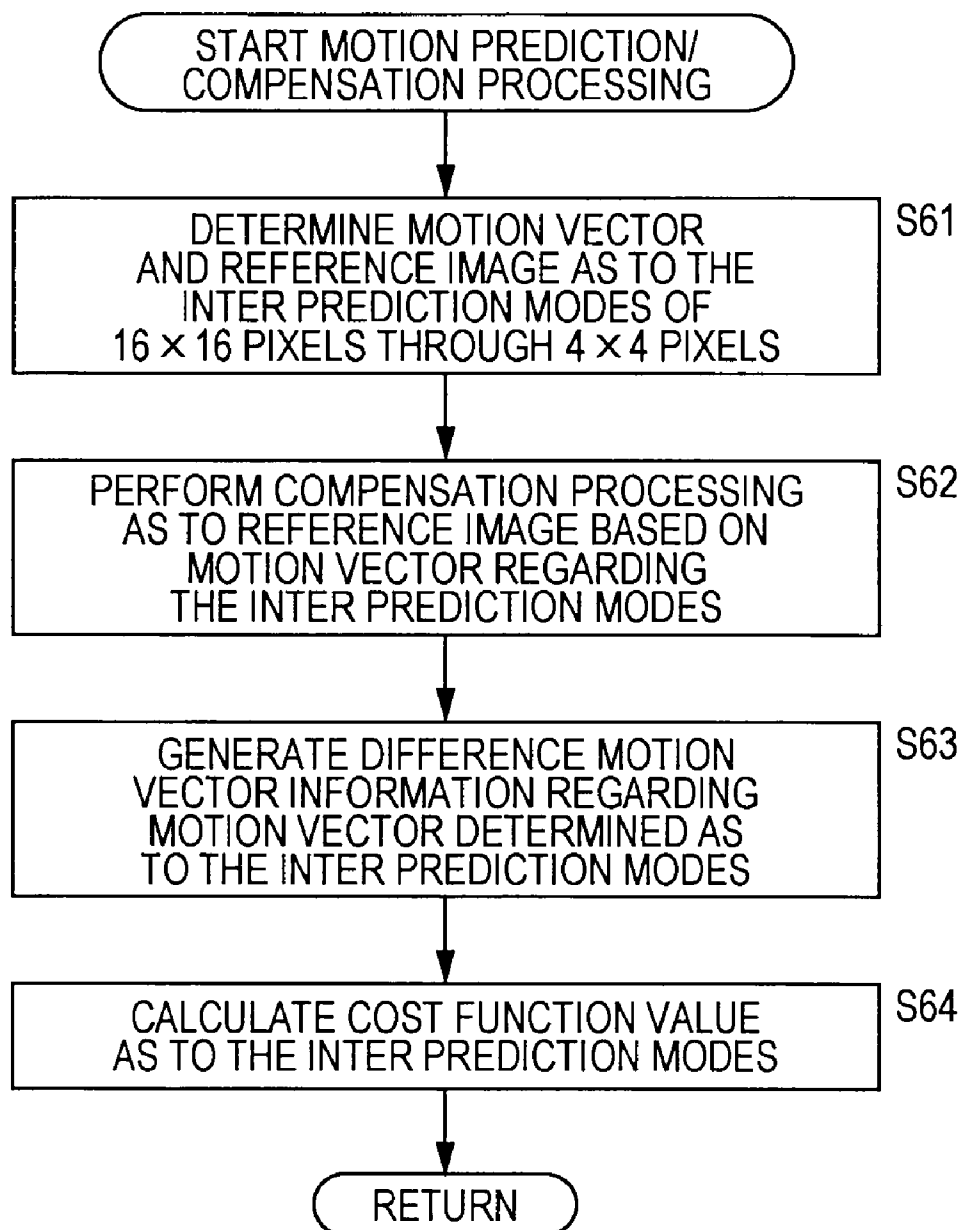 START MOTION PREDICTION/
COMPENSATION PROCESSING
S61
DETERMINE MOTION VECTOR
AND REFERENCE IMAGE AS TO THE
INTER PREDICTION MODES OF
16 × 16 PIXELS THROUGH 4 × 4 PIXELS
S62
PERFORM COMPENSATION PROCESSING
AS TO REFERENCE IMAGE BASED ON
MOTION VECTOR REGARDING
THE INTER PREDICTION MODES
S63
GENERATE DIFFERENCE MOTION
VECTOR INFORMATION REGARDING
MOTION VECTOR DETERMINED AS
TO THE INTER PREDICTION MODES
S64
CALCULATE COST FUNCTION VALUE
AS TO THE INTER PREDICTION MODES
RETURN